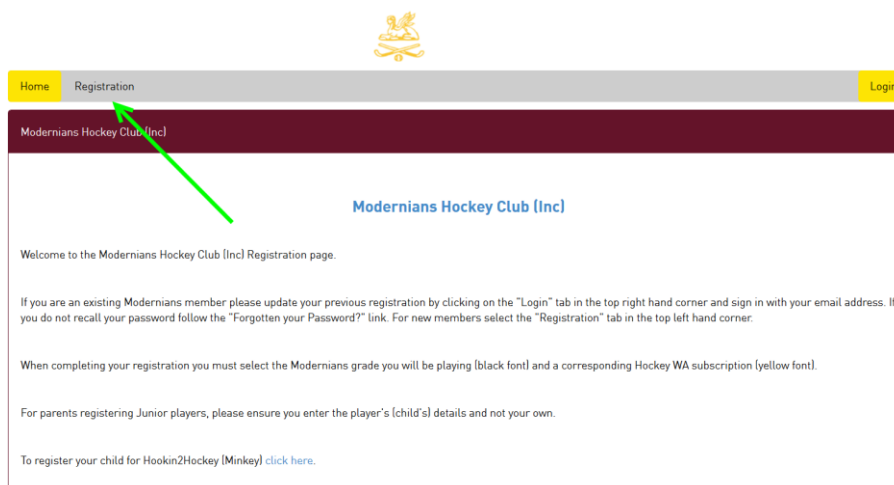 Home Registration Login
Modernians Hockey Club (Inc)
Modernians Hockey Club (Inc)
Welcome to the Modernians Hockey Club (Inc) Registration page.
If you are an existing Modernians member please update your previous registration by clicking on the "Login" tab in the top right hand corner and sign in with your email address. If
you do not recall your password follow the "Forgotten your Password?" link. For new members select the "Registration" tab in the top left hand corner.
When completing your registration you must select the Modernians grade you will be playing (black font) and a corresponding Hockey WA subscription (yellow font).
For parents registering Junior players, please ensure you enter the player's (child's) details and not your own.
To register your child for Hookin2Hockey (Minkey) click here.